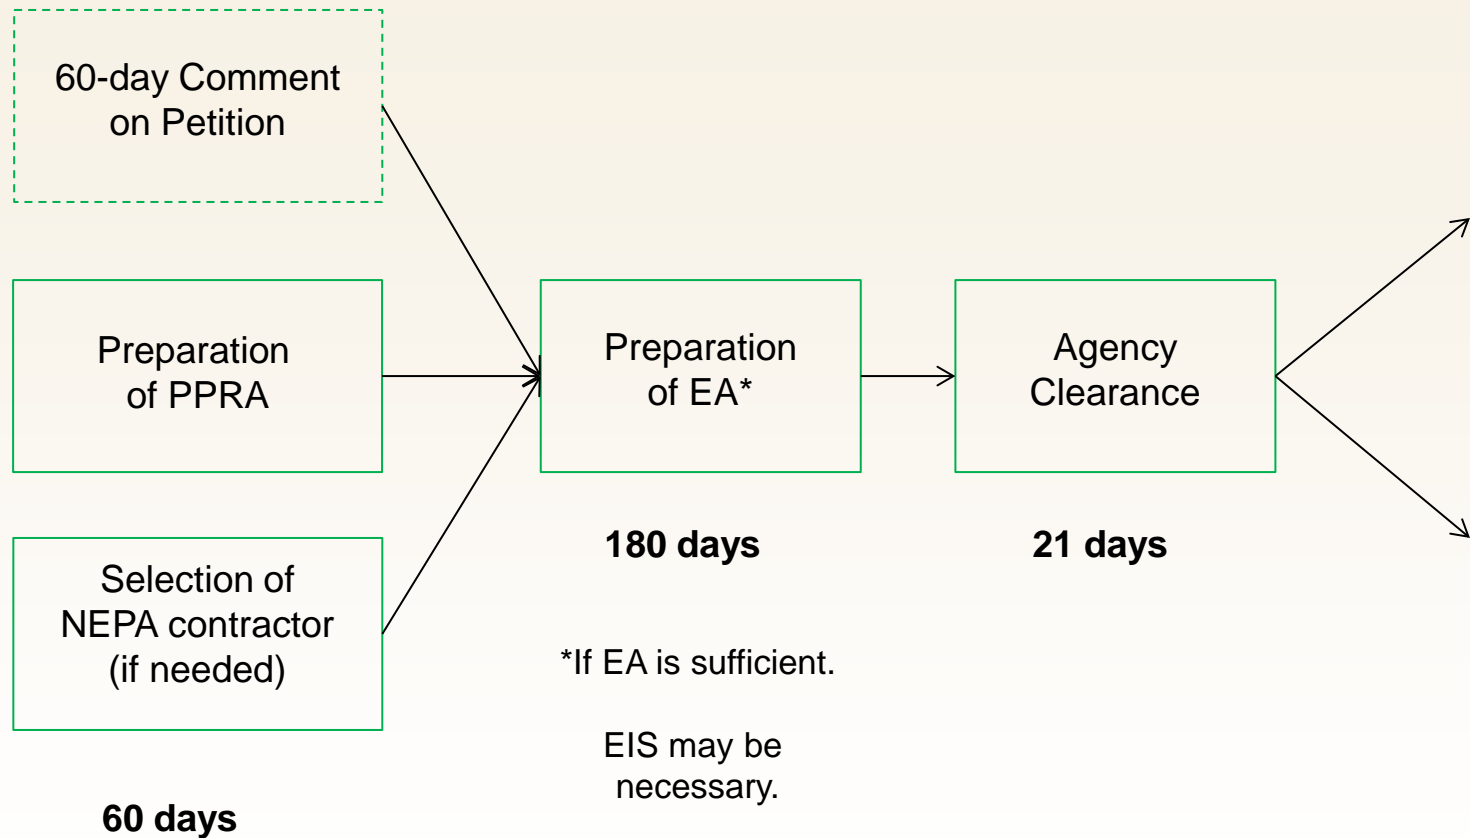 60-day Comment
on Petition
Preparation
of PPRA
Selection of
NEPA contractor
(if needed)
60 days
Preparation
of EA*
180 days
*If EA is sufficient.
EIS may be
necessary.
Agency
Clearance
21 days